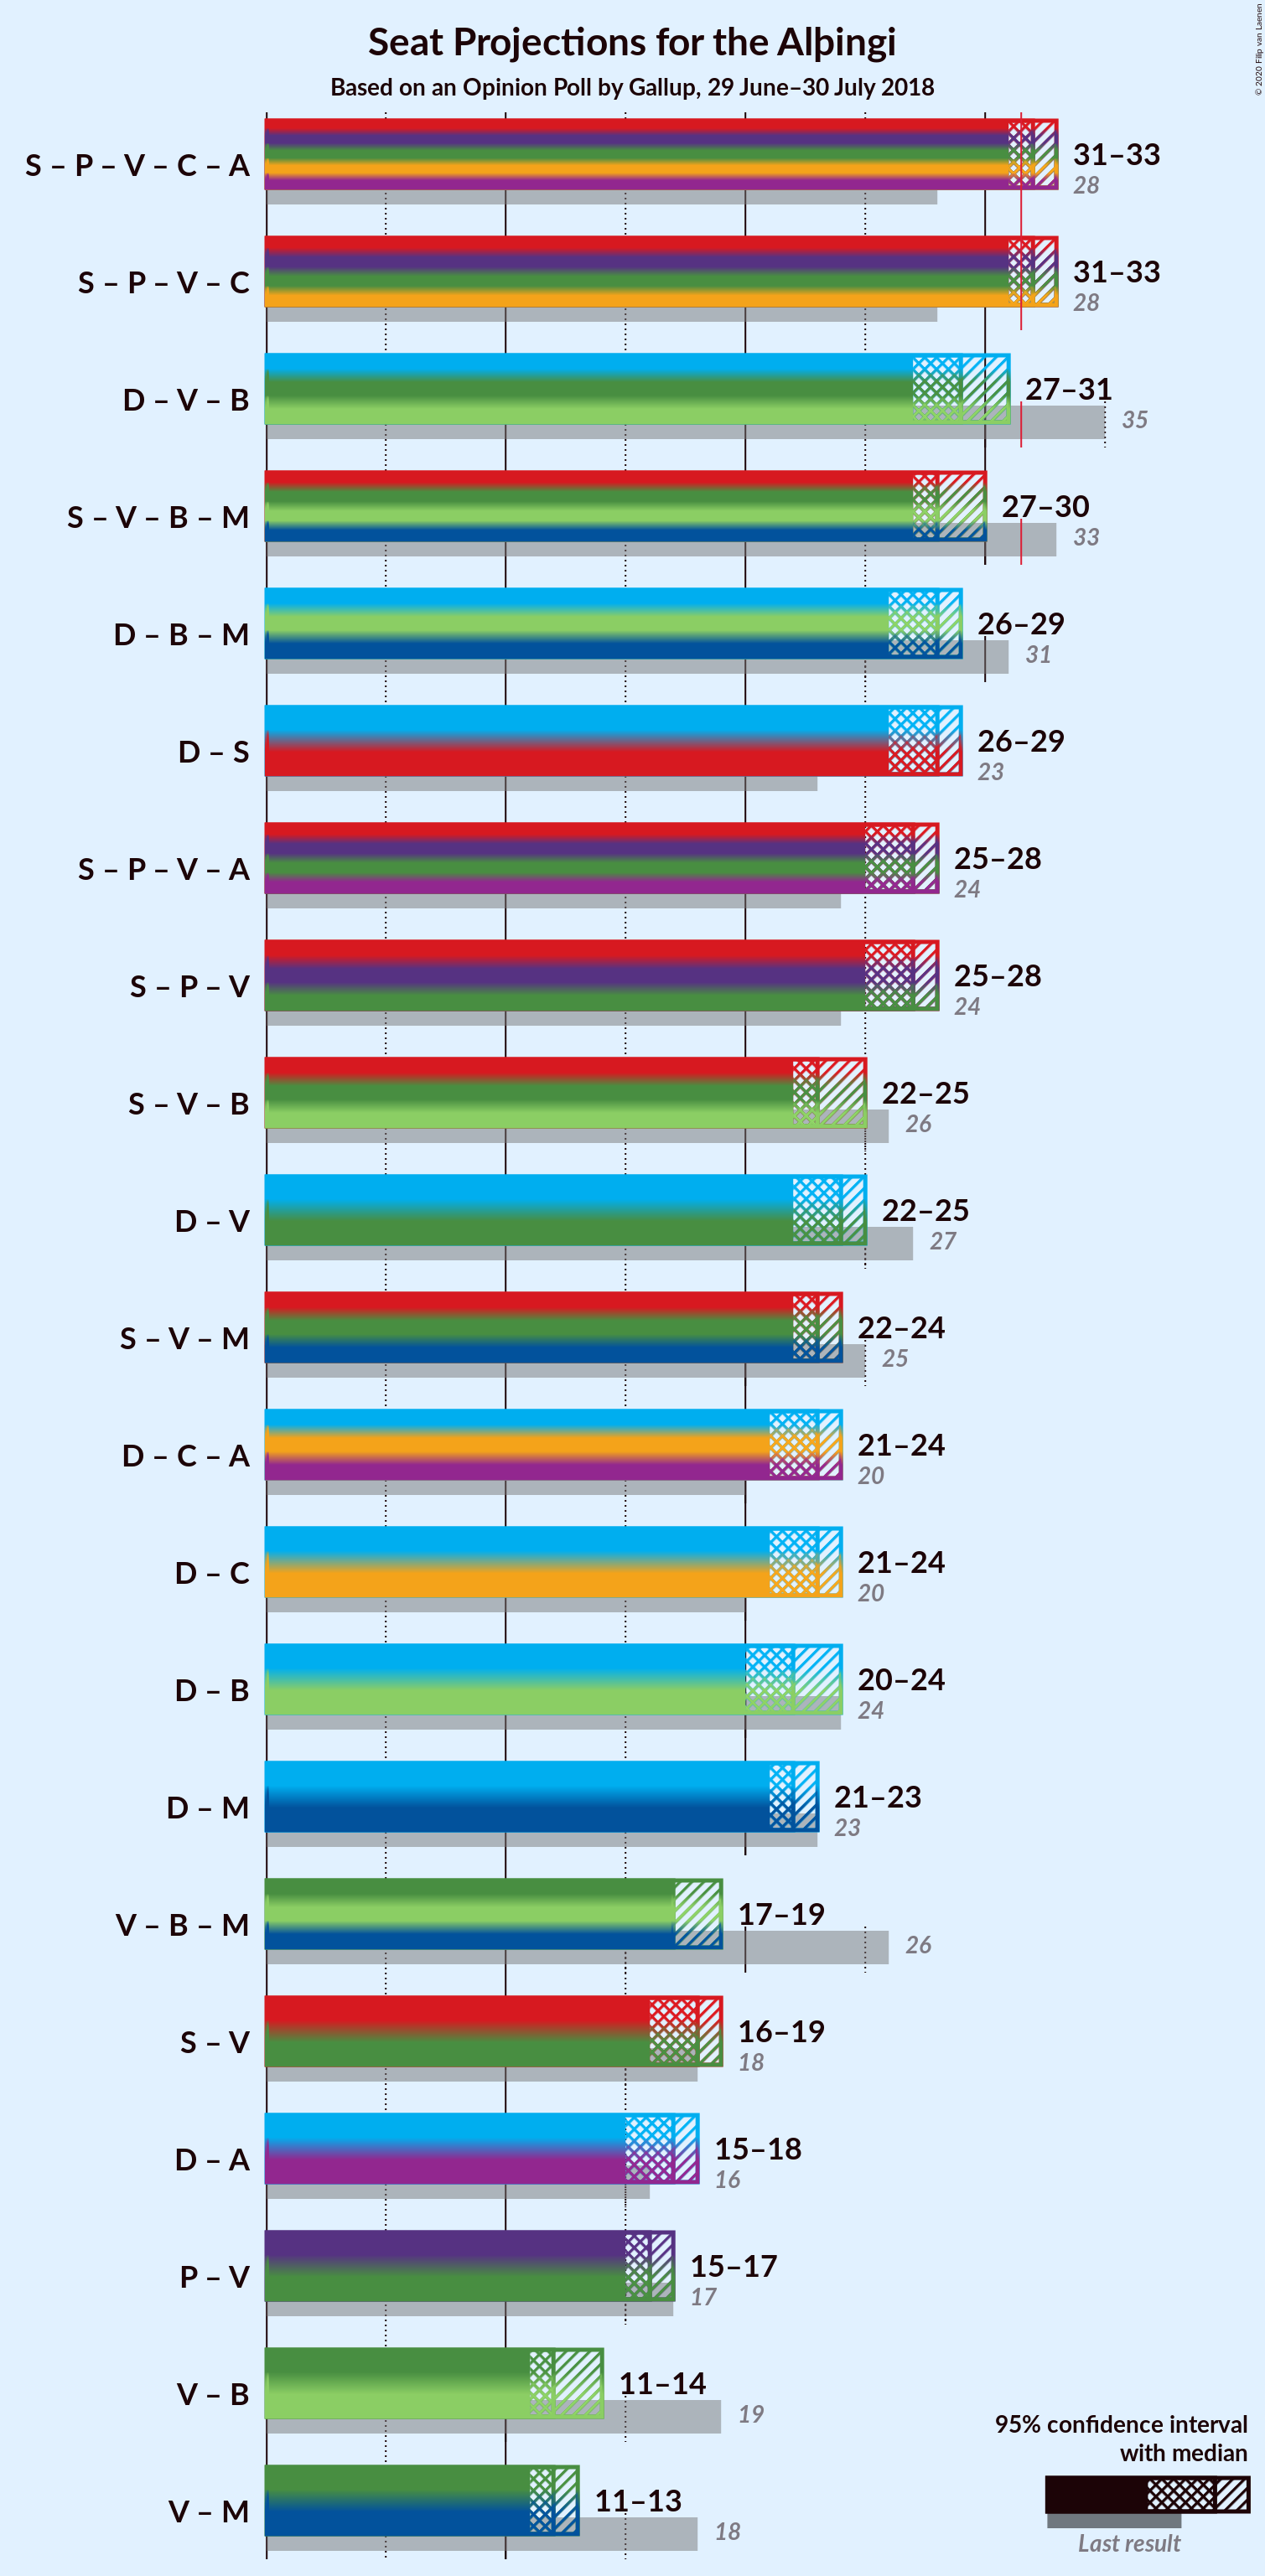 Seat Projections for the Alþingi
Based on an Opinion Poll by Gallup, 29 June–30 July 2018
© 2020 Filip van Laenen
S – P – V – C – A
31–33
28
S – P – V – C
31–33
28
D – V – B
27–31
35
S – V – B – M
27–30
33
D – B – M
26–29
31
D – S
26–29
23
S – P – V – A
25–28
24
S – P – V
25–28
24
S – V – B
22–25
26
D – V
22–25
27
S – V – M
22–24
25
D – C – A
21–24
20
D – C
21–24
20
D – B
20–24
24
D – M
21–23
23
V – B – M
17–19
26
S – V
16–19
18
D – A
15–18
16
P – V
15–17
17
V – B
11–14
19
V – M
11–13
18
95% confidence interval
with median
Last result